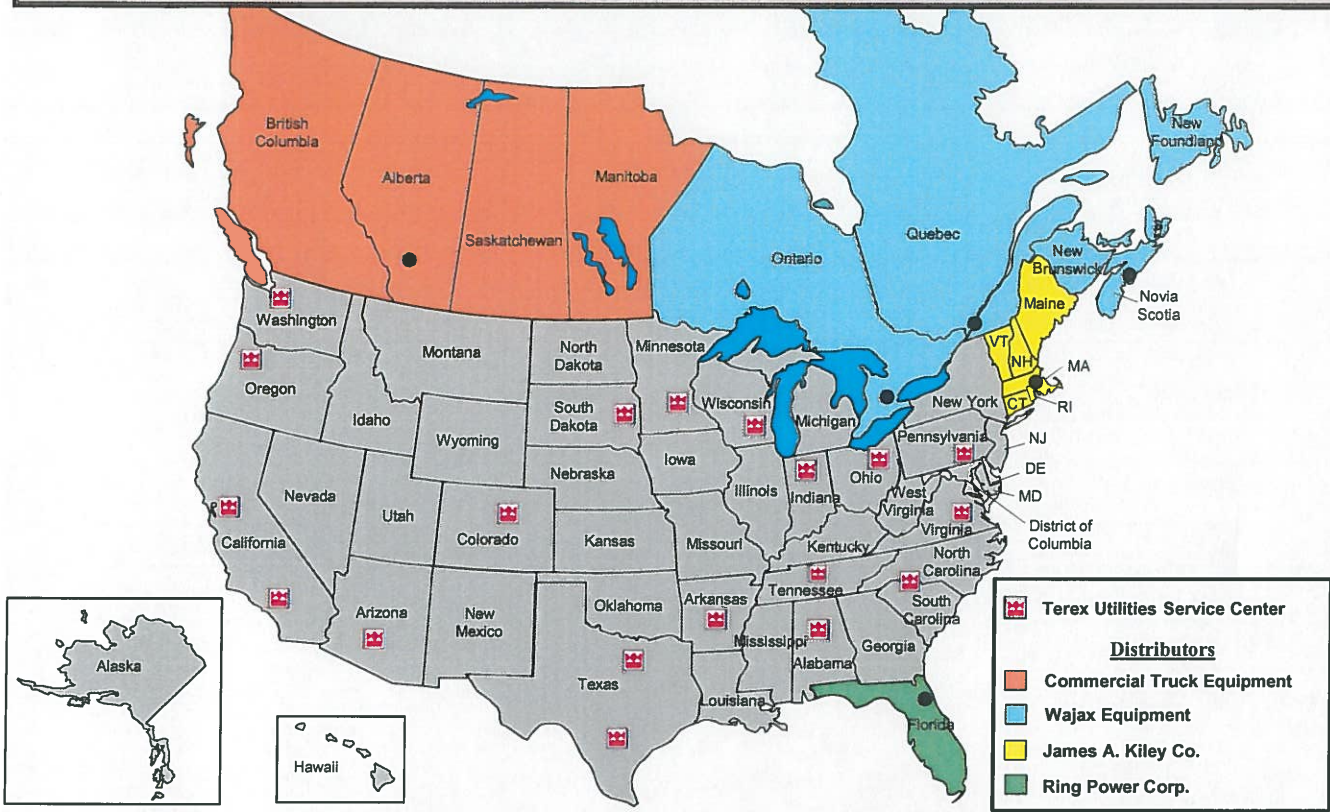 British
Columbia
Alberta
Saskatchewan
Manitoba
Ontario
Quebec
New
Foundland
New
Brunswick
Novia
Scotia
Maine
VT
NH
MA
CT
RI
Washington
Oregon
Idaho
Montana
North
Dakota
South
Dakota
Minnesota
Wisconsin
Michigan
New York
Pennsylvania
NJ
DE
MD
District of
Columbia
Wyoming
Nebraska
Iowa
Illinois
Indiana
Ohio
West
Virginia
Virginia
Nevada
Utah
Colorado
Kansas
Missouri
Kentucky
California
Arizona
New
Mexico
Oklahoma
Arkansas
Tennessee
North
Carolina
South
Carolina
Texas
Louisiana
Mississippi
Alabama
Georgia
Florida
Alaska
Hawaii
Terex Utilities Service Center
Distributors
Commercial Truck Equipment
Wajax Equipment
James A. Kiley Co.
Ring Power Corp.